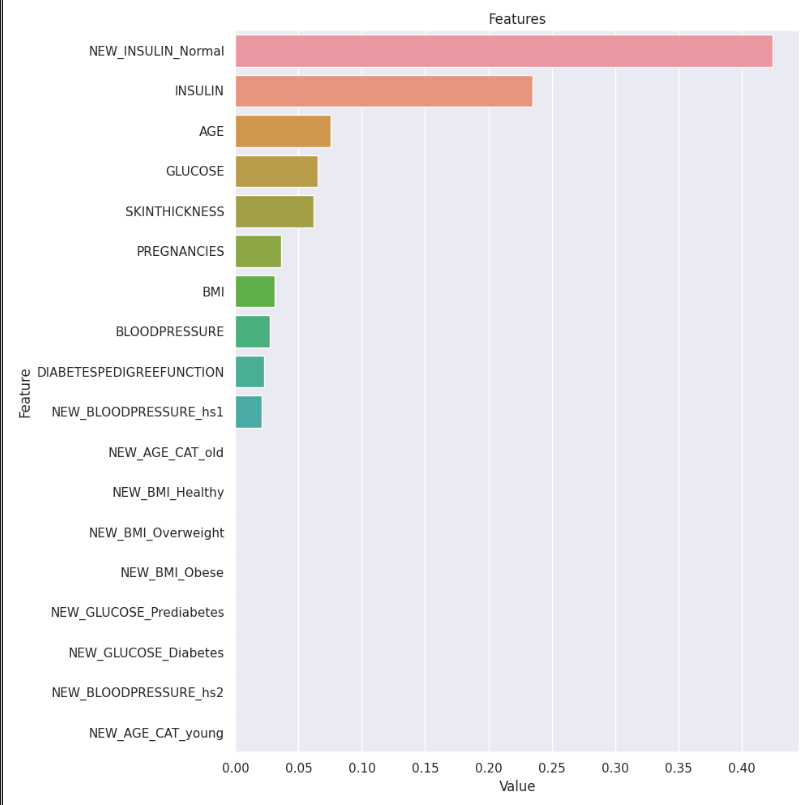 Features
NEW_INSULIN_Normal
INSULIN
AGE
GLUCOSE
SKINTHICKNESS
PREGNANCIES
BMI
BLOODPRESSURE
DIABETESPEDIGREEFUNCTION
NEW_BLOODPRESSURE_hs1
NEW_AGE_CAT_old
NEW_BMI_Healthy
NEW_BMI_Overweight
NEW_BMI_Obese
NEW_GLUCOSE_Prediabetes
NEW_GLUCOSE_Diabetes
NEW_BLOODPRESSURE_hs2
NEW_AGE_CAT_young
Feature
0.00 0.05 0.10 0.15 0.20 0.25 0.30 0.35 0.40
Value